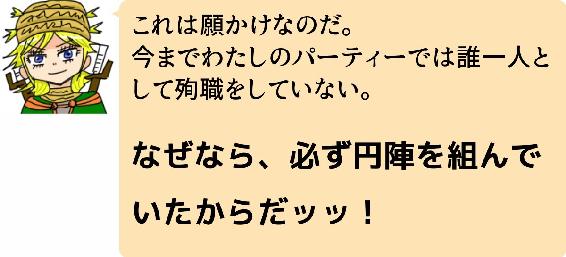 これは願かけなのだ。
今までわたしのパーティーでは誰一人と
して殉職をしていない。
なぜなら、必ず円陣を組んで
いたからだッッ！